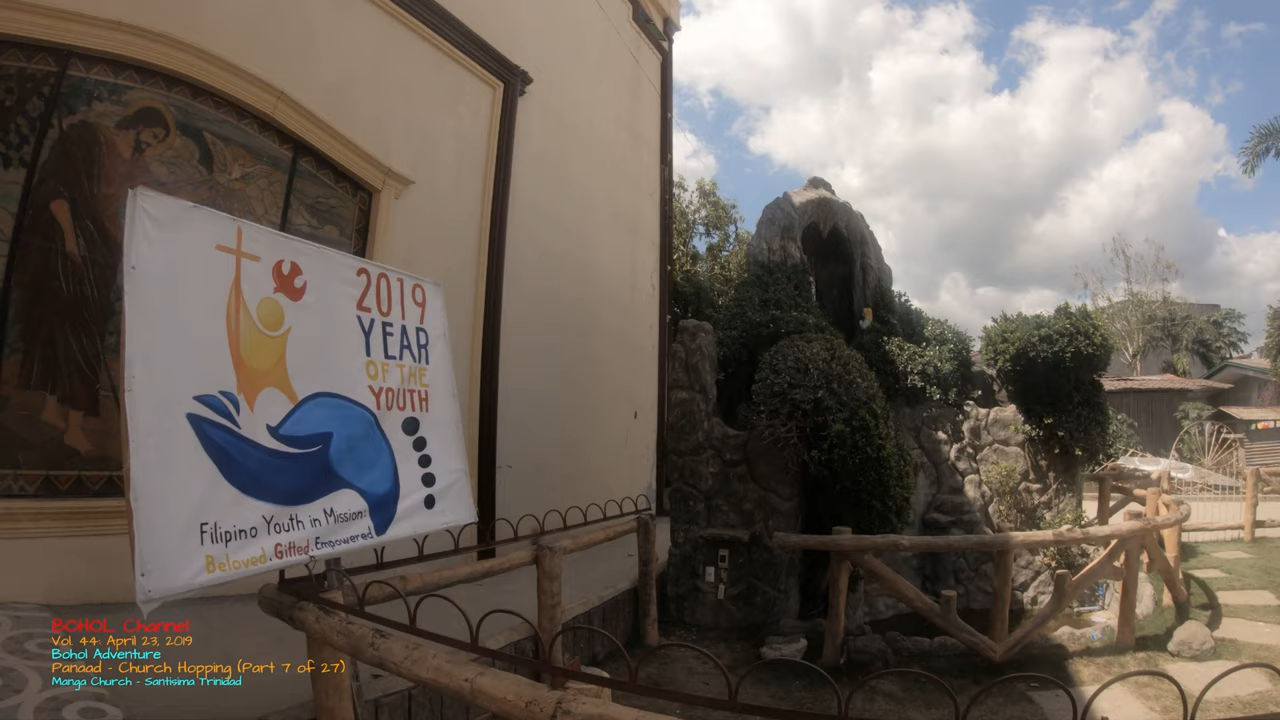 2019
YEAR
OF THE
YOUTH
Filipino Youth in Mission:
Beloved. Gifted. Empowered
BOHOL Channel
Vol. 44: April 23, 2019
Bohol Adventure
Panaad - Church Hopping (Part 7 of 27)
Manga Church - Santisima Trinidad